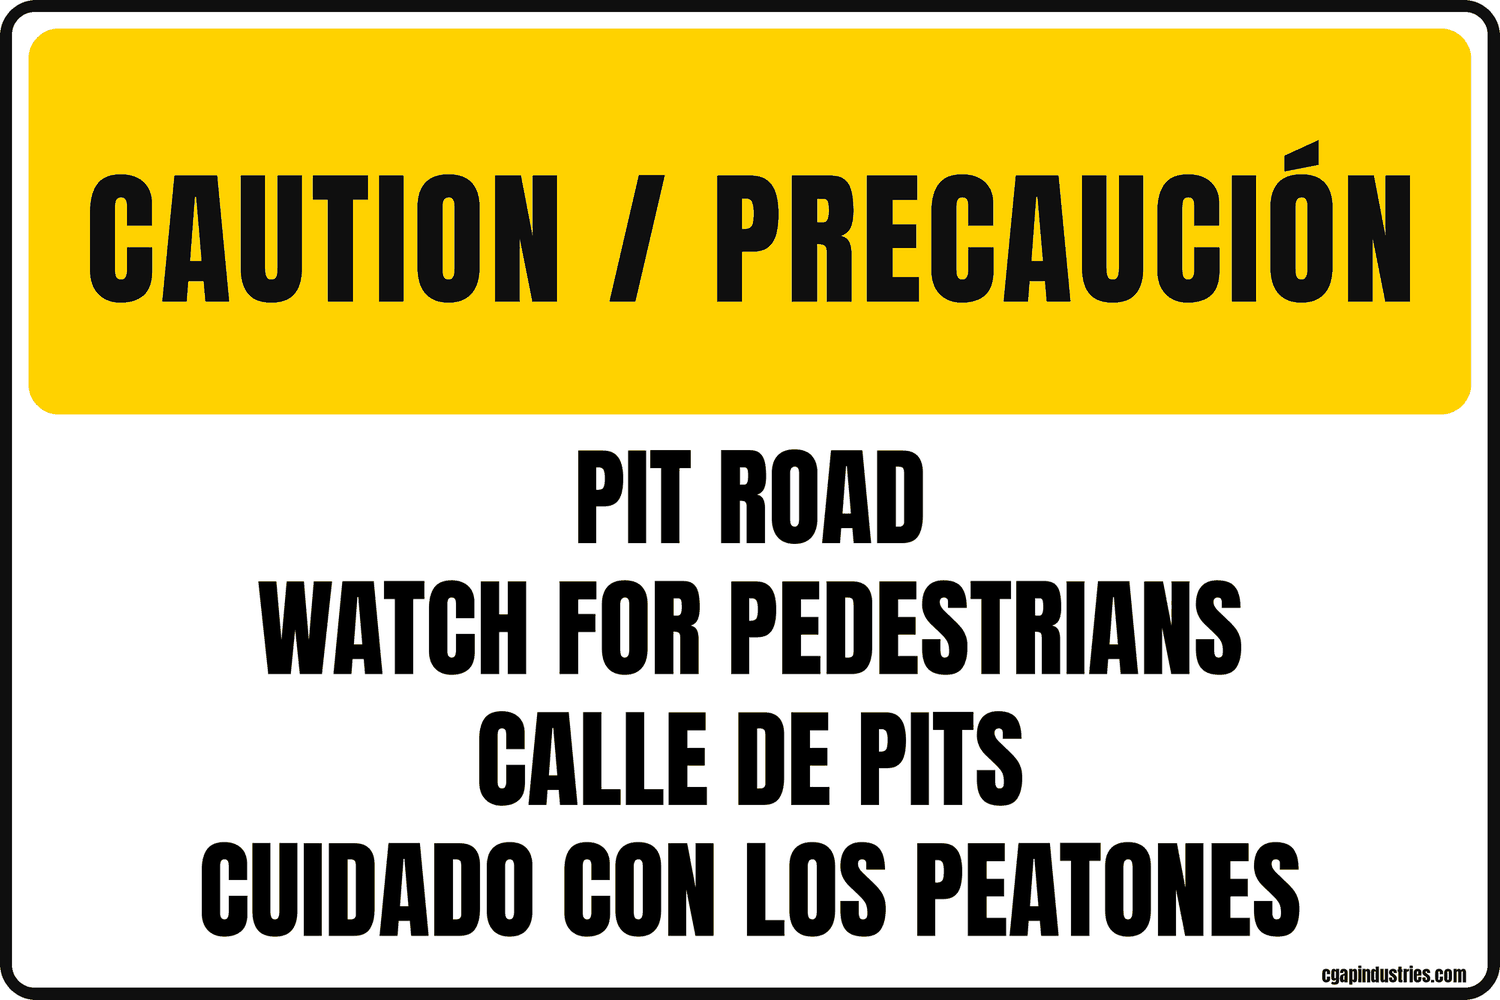 CAUTION / PRECAUCIÓN
PIT ROAD
WATCH FOR PEDESTRIANS
CALLE DE PITS
CUIDADO CON LOS PEATONES
cgapindustries.com